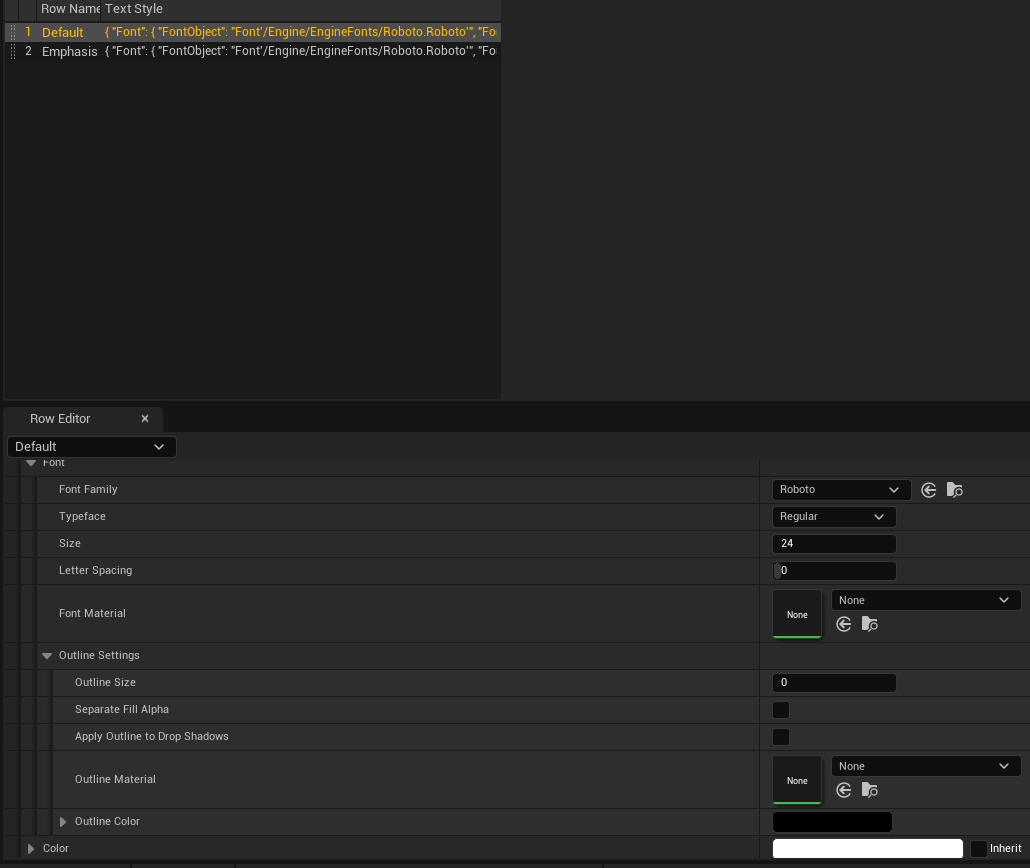 Row Name Text Style
1 Default { "Font": { "FontObject": "Font'/Engine/EngineFonts/Roboto.Roboto'", "Fo
2 Emphasis { "Font": { "FontObject": "Font'/Engine/EngineFonts/Roboto.Roboto'", "Fo
Row Editor
Default
Font
Font Family Roboto
Typeface Regular
Size 24
Letter Spacing 0
Font Material None None
Outline Settings
Outline Size 0
Separate Fill Alpha
Apply Outline to Drop Shadows
Outline Material None None
Outline Color
Color Inherit